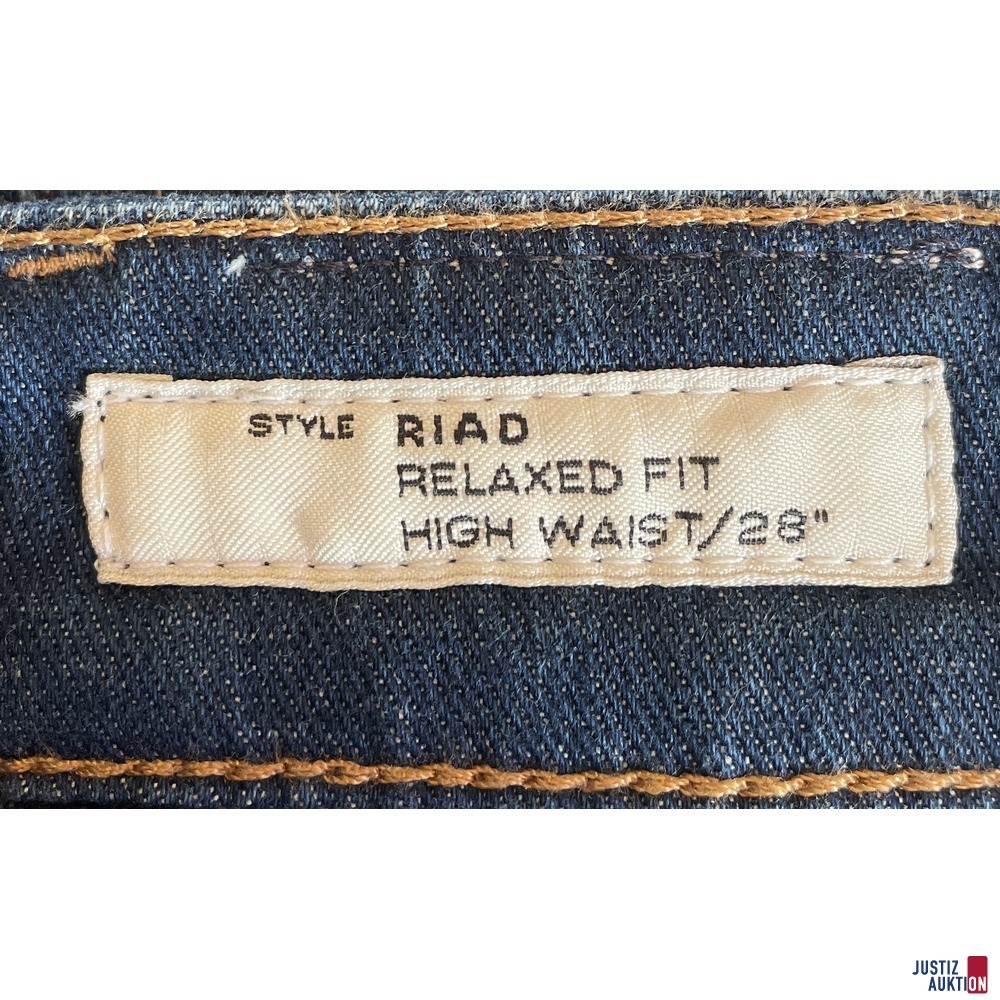 STYLE RIAD
RELAXED FIT
HIGH WAIST/28"
JUSTIZ
AUKTION